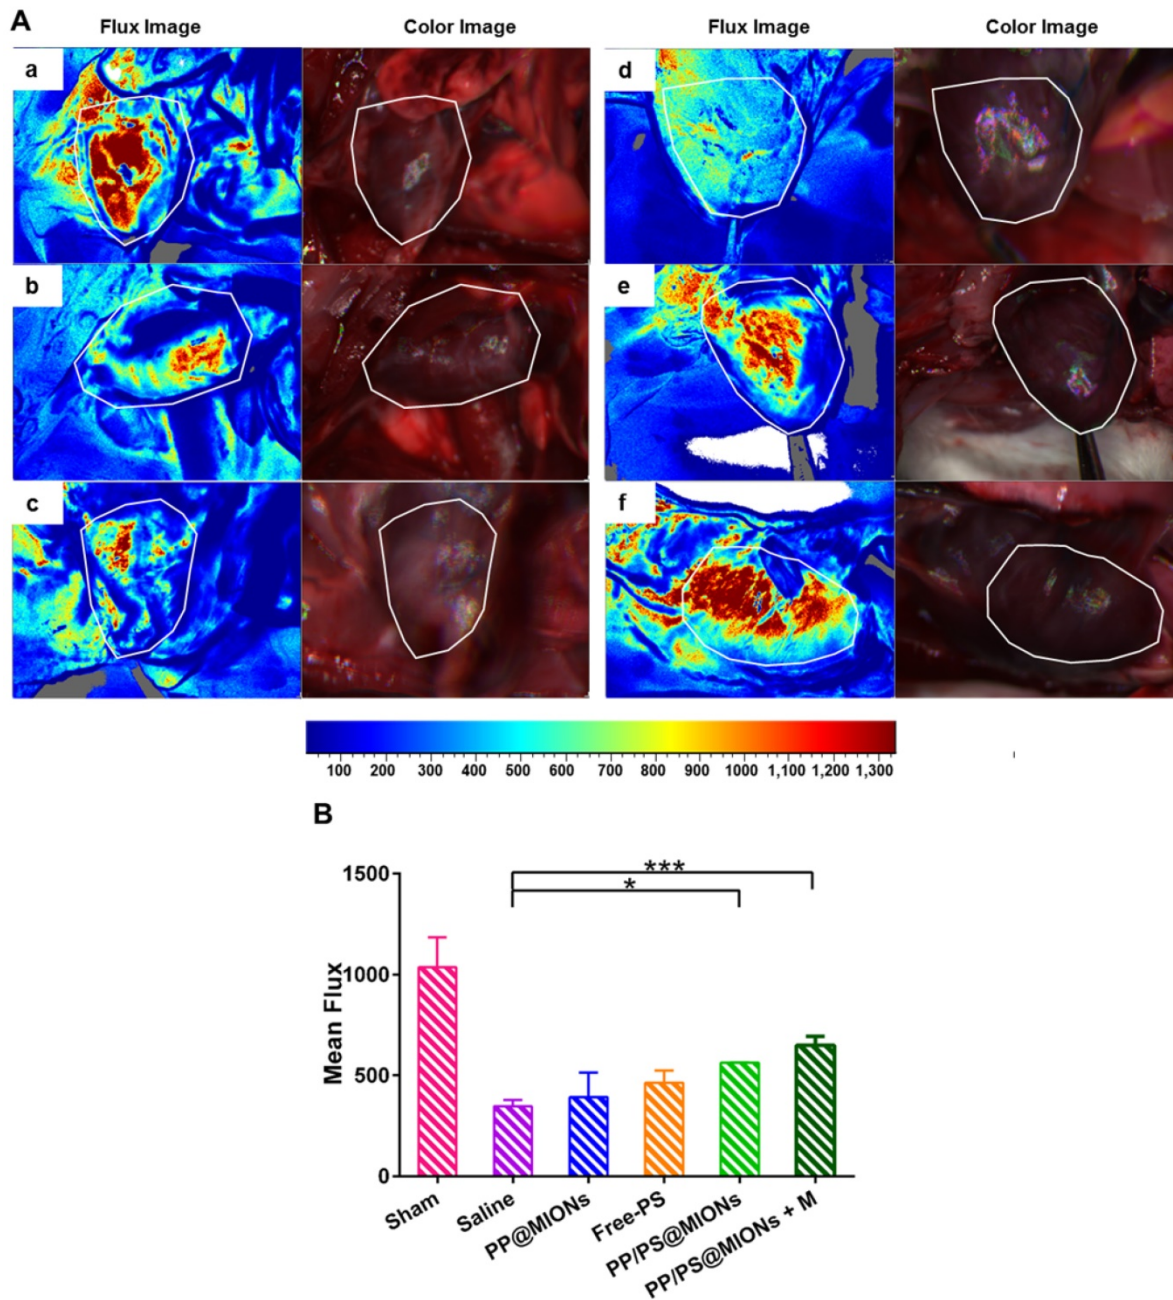 A
Flux Image Color Image Flux Image Color Image
a d
b e
c f
100 200 300 400 500 600 700 800 900 1000 1,100 1,200 1,300
B
***
*
1500
1000
500
0
Mean Flux
Sham
Saline
PP@MIONs
Free-PS
PP/PS@MIONs
PP/PS@MIONs + M